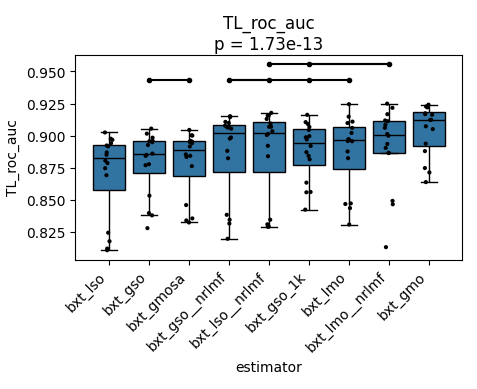 TL_roc_auc
p = 1.73e-13
TL_roc_auc
0.950
0.925
0.900
0.875
0.850
0.825
bxt_lso
bxt_gso
bxt_gmosa
bxt_gso__nrlmf
bxt_lso__nrlmf
bxt_gso_1k
bxt_lmo
bxt_lmo__nrlmf
bxt_gmo
estimator